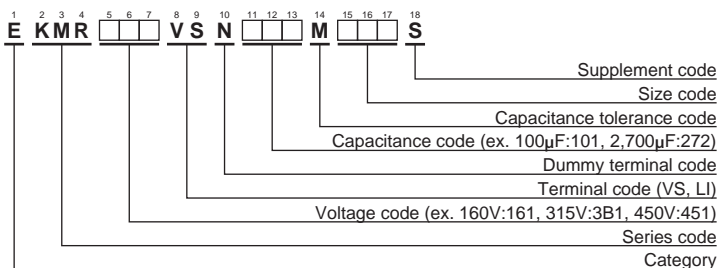 1 2 3 4 5 6 7 8 9 10 11 12 13 14 15 16 17 18
E KMR □□□ VS N □□□ M □□□ S
Supplement code
Size code
Capacitance tolerance code
Capacitance code (ex. 100μF:101, 2,700μF:272)
Dummy terminal code
Terminal code (VS, LI)
Voltage code (ex. 160V:161, 315V:3B1, 450V:451)
Series code
Category